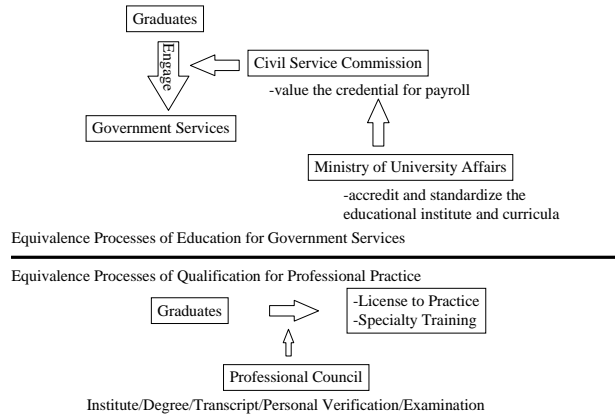 Graduates
Engage
Civil Service Commission
-value the credential for payroll
Government Services
Ministry of University Affairs
-accredit and standardize the
educational institute and curricula
Equivalence Processes of Education for Government Services
Equivalence Processes of Qualification for Professional Practice
Graduates
-License to Practice
-Specialty Training
Professional Council
Institute/Degree/Transcript/Personal Verification/Examination